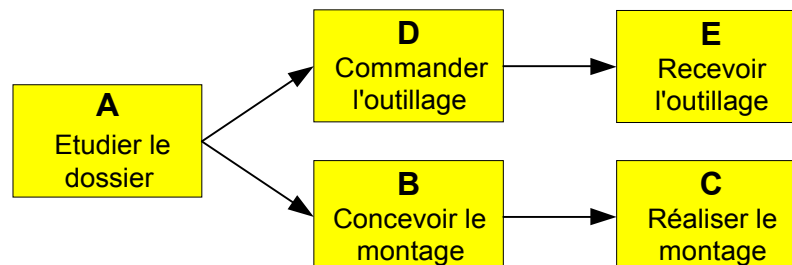 A
Etudier le
dossier
D
Commander
l'outillage
E
Recevoir
l'outillage
B
Concevoir le
montage
C
Réaliser le
montage